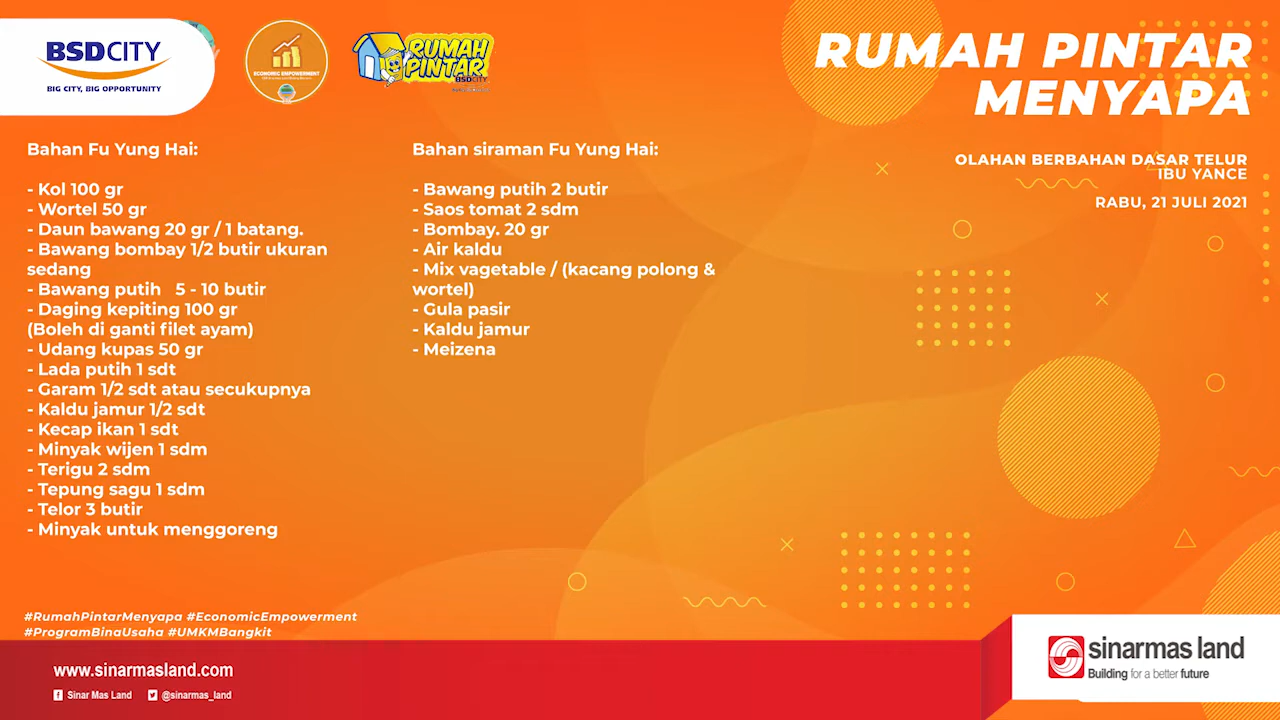 BSDCITY
BIG CITY, BIG OPPORTUNITY
ECONOMIC EMPOWERMENT
RUMAH
PINTAR
BSDCITY
RUMAH PINTAR
MENYAPA
OLAHAN BERBAHAN DASAR TELUR
IBU YANCE
RABU, 21 JULI 2021
Bahan Fu Yung Hai:
- Kol 100 gr
- Wortel 50 gr
- Daun bawang 20 gr / 1 batang.
- Bawang bombay 1/2 butir ukuran
sedang
- Bawang putih   5 - 10 butir
- Daging kepiting 100 gr
(Boleh di ganti filet ayam)
- Udang kupas 50 gr
- Lada putih 1 sdt
- Garam 1/2 sdt atau secukupnya
- Kaldu jamur 1/2 sdt
- Kecap ikan 1 sdt
- Minyak wijen 1 sdm
- Terigu 2 sdm
- Tepung sagu 1 sdm
- Telor 3 butir
- Minyak untuk menggoreng
Bahan siraman Fu Yung Hai:
- Bawang putih 2 butir
- Saos tomat 2 sdm
- Bombay. 20 gr
- Air kaldu
- Mix vagetable / (kacang polong &
wortel)
- Gula pasir
- Kaldu jamur
- Meizena
#RumahPintarMenyapa #EconomicEmpowerment
#ProgramBinaUsaha #UMKMBangkit
www.sinarmasland.com
Sinar Mas Land @sinarmas_land
sinarmas land
Building for a better future